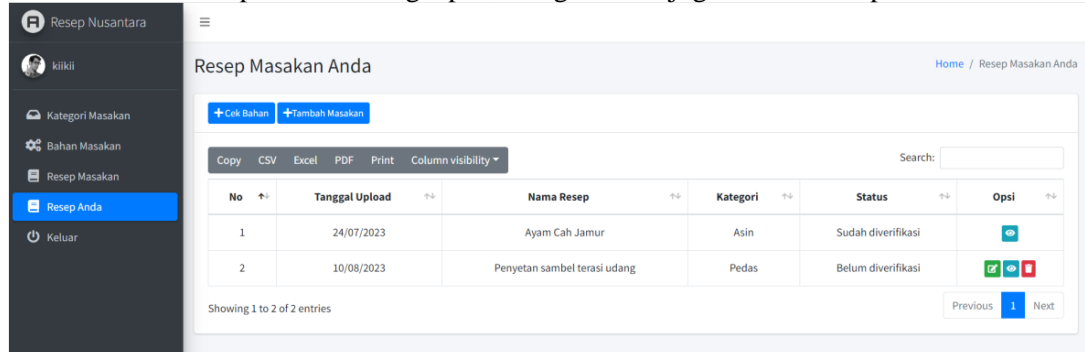 Resep Nusantara
kiikii
Kategori Masakan
Bahan Masakan
Resep Masakan
Resep Anda
Keluar
Resep Masakan Anda
Home / Resep Masakan Anda
Cek Bahan Tambah Masakan
Copy CSV Excel PDF Print Column visibility
Search:
No Tanggal Upload Nama Resep Kategori Status Opsi
1 24/07/2023 Ayam Cah Jamur Asin Sudah diverifikasi
2 10/08/2023 Penyetan sambel terasi udang Pedas Belum diverifikasi
Showing 1 to 2 of 2 entries
Previous 1 Next